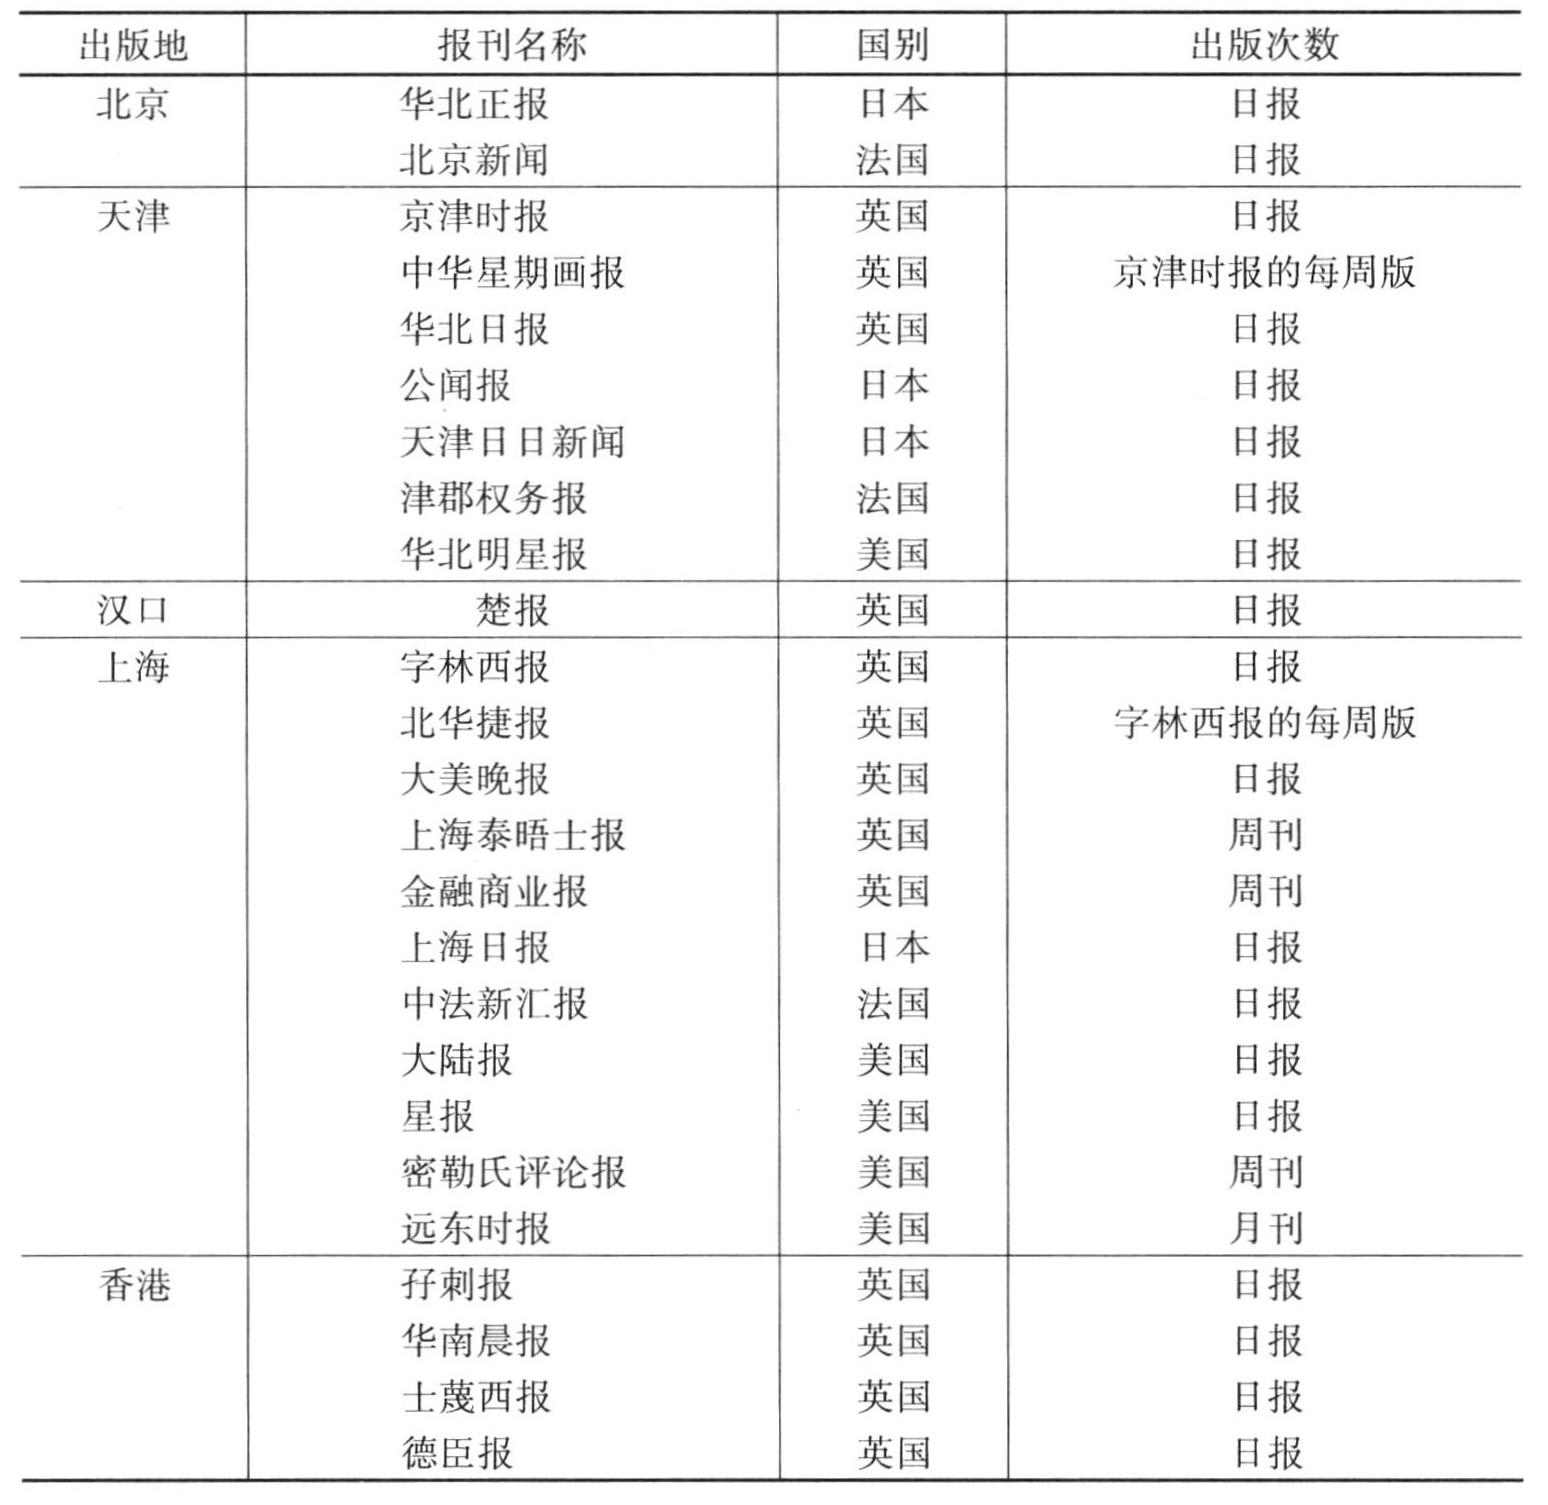 出版地 报刊名称 国别 出版次数
北京 华北正报 日本 日报
北京新闻 法国 日报
天津 京津时报 英国 日报
中华星期画报 英国 京津时报的每周版
华北日报 英国 日报
公闻报 日本 日报
天津日日新闻 日本 日报
津郡权务报 法国 日报
华北明星报 美国 日报
汉口 楚报 英国 日报
上海 字林西报 英国 日报
北华捷报 英国 字林西报的每周版
大美晚报 英国 日报
上海泰晤士报 英国 周刊
金融商业报 英国 周刊
上海日报 日本 日报
中法新汇报 法国 日报
大陆报 美国 日报
星报 美国 日报
密勒氏评论报 美国 周刊
远东时报 美国 月刊
香港 孖刺报 英国 日报
华南晨报 英国 日报
士蔑西报 英国 日报
德臣报 英国 日报